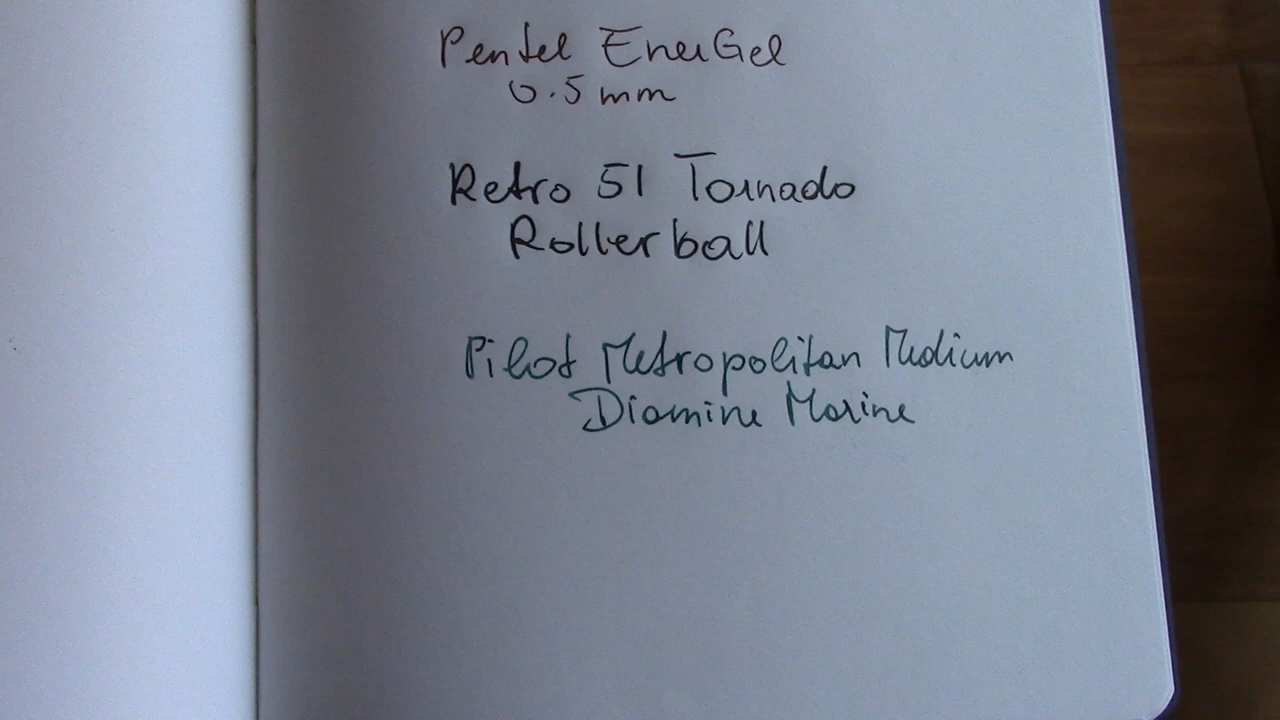 Pentel EnerGel
0.5 mm
Retro 51 Tornado
Rollerball
Pilot Metropolitan Medium
Diamine Marine